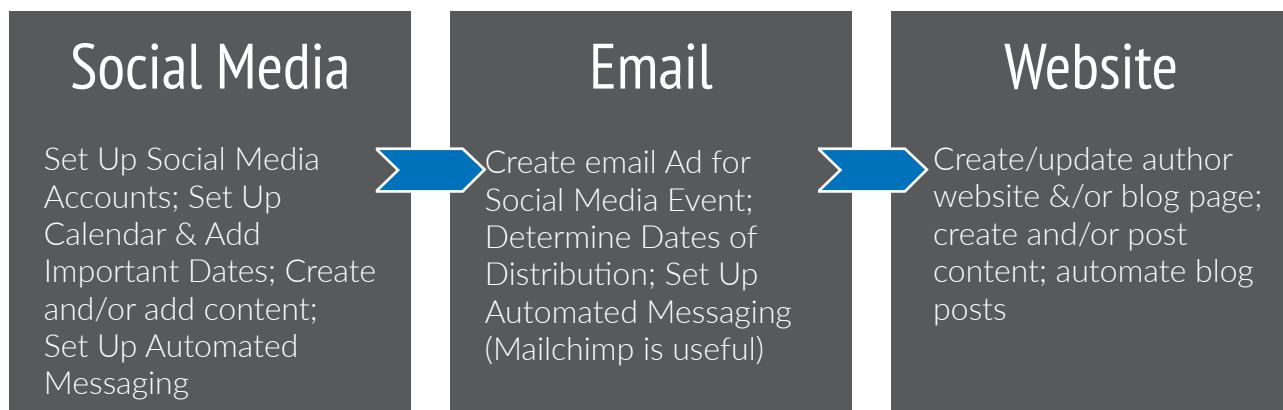 Social Media
Set Up Social Media
Accounts; Set Up
Calendar & Add
Important Dates; Create
and/or add content;
Set Up Automated
Messaging
Email
Create email Ad for
Social Media Event;
Determine Dates of
Distribution; Set Up
Automated Messaging
(Mailchimp is useful)
Website
Create/update author
website &/or blog page;
create and/or post
content; automate blog
posts